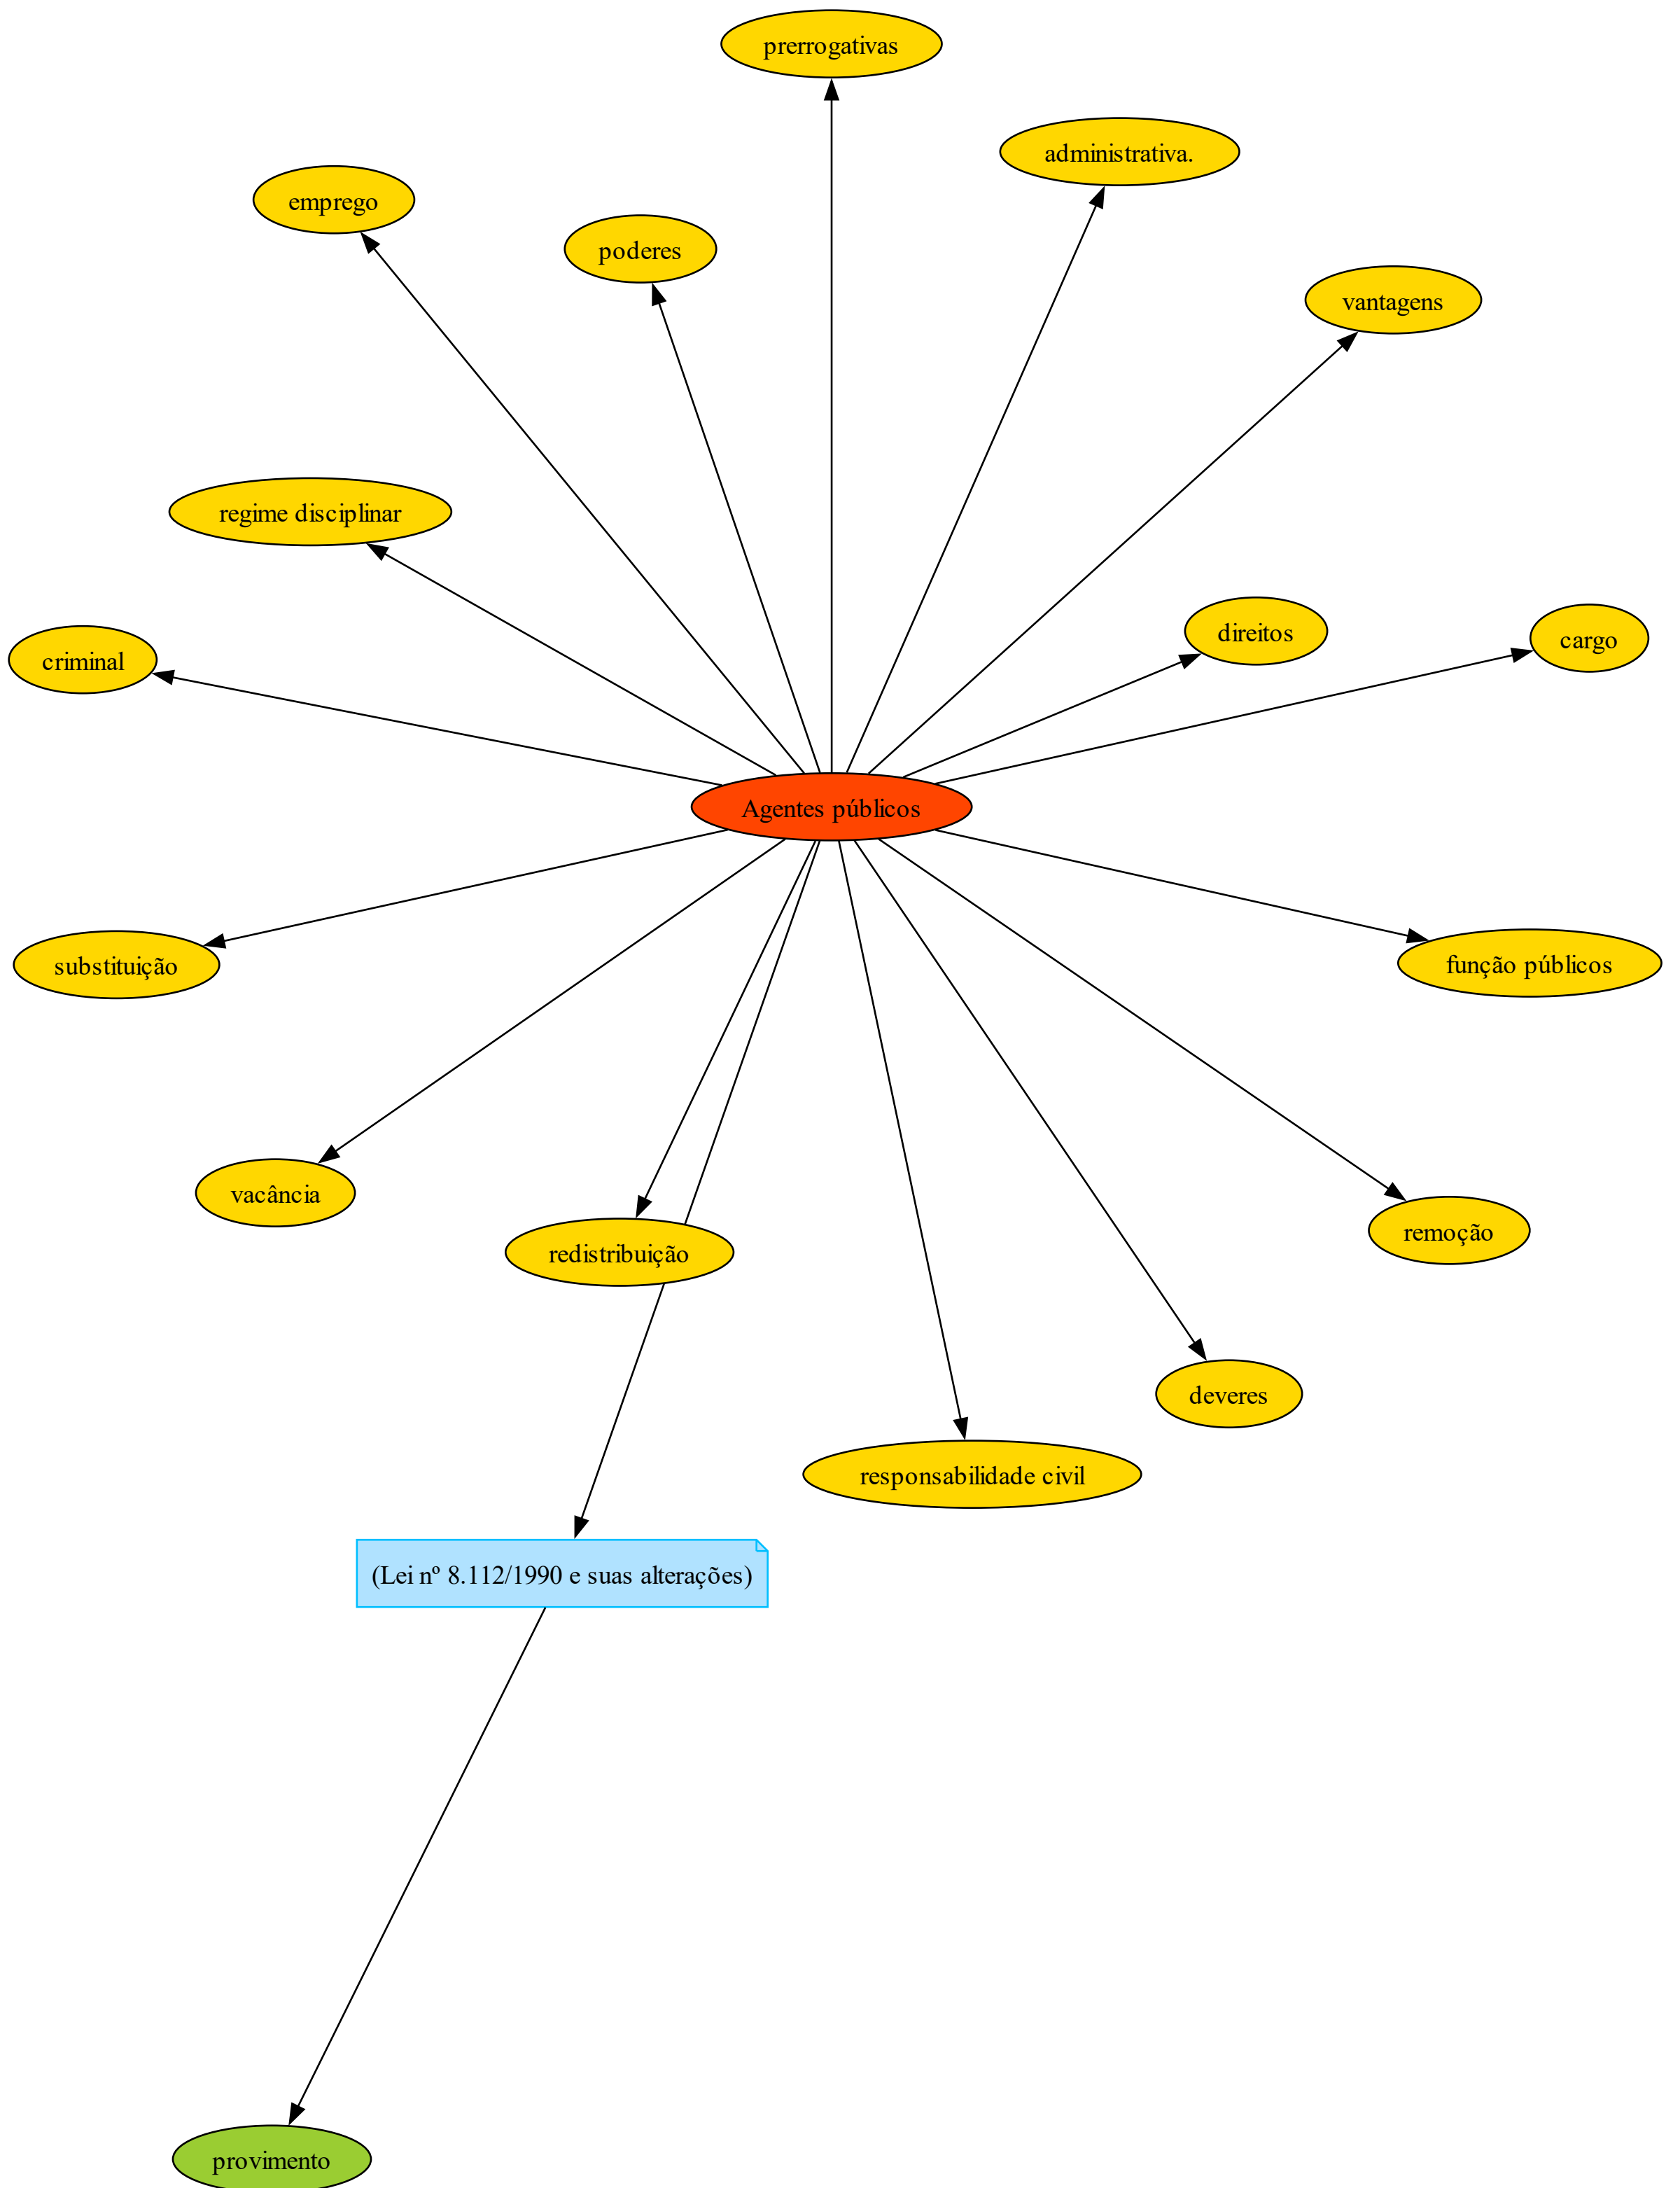 prerrogativas
administrativa.
emprego
poderes
vantagens
regime disciplinar
direitos
cargo
criminal
Agentes públicos
substituição
função públicos
vacância
remoção
redistribuição
deveres
responsabilidade civil
(Lei nº 8.112/1990 e suas alterações)
provimento